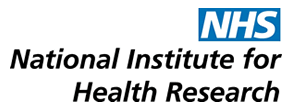 NHS
National Institute for
Health Research